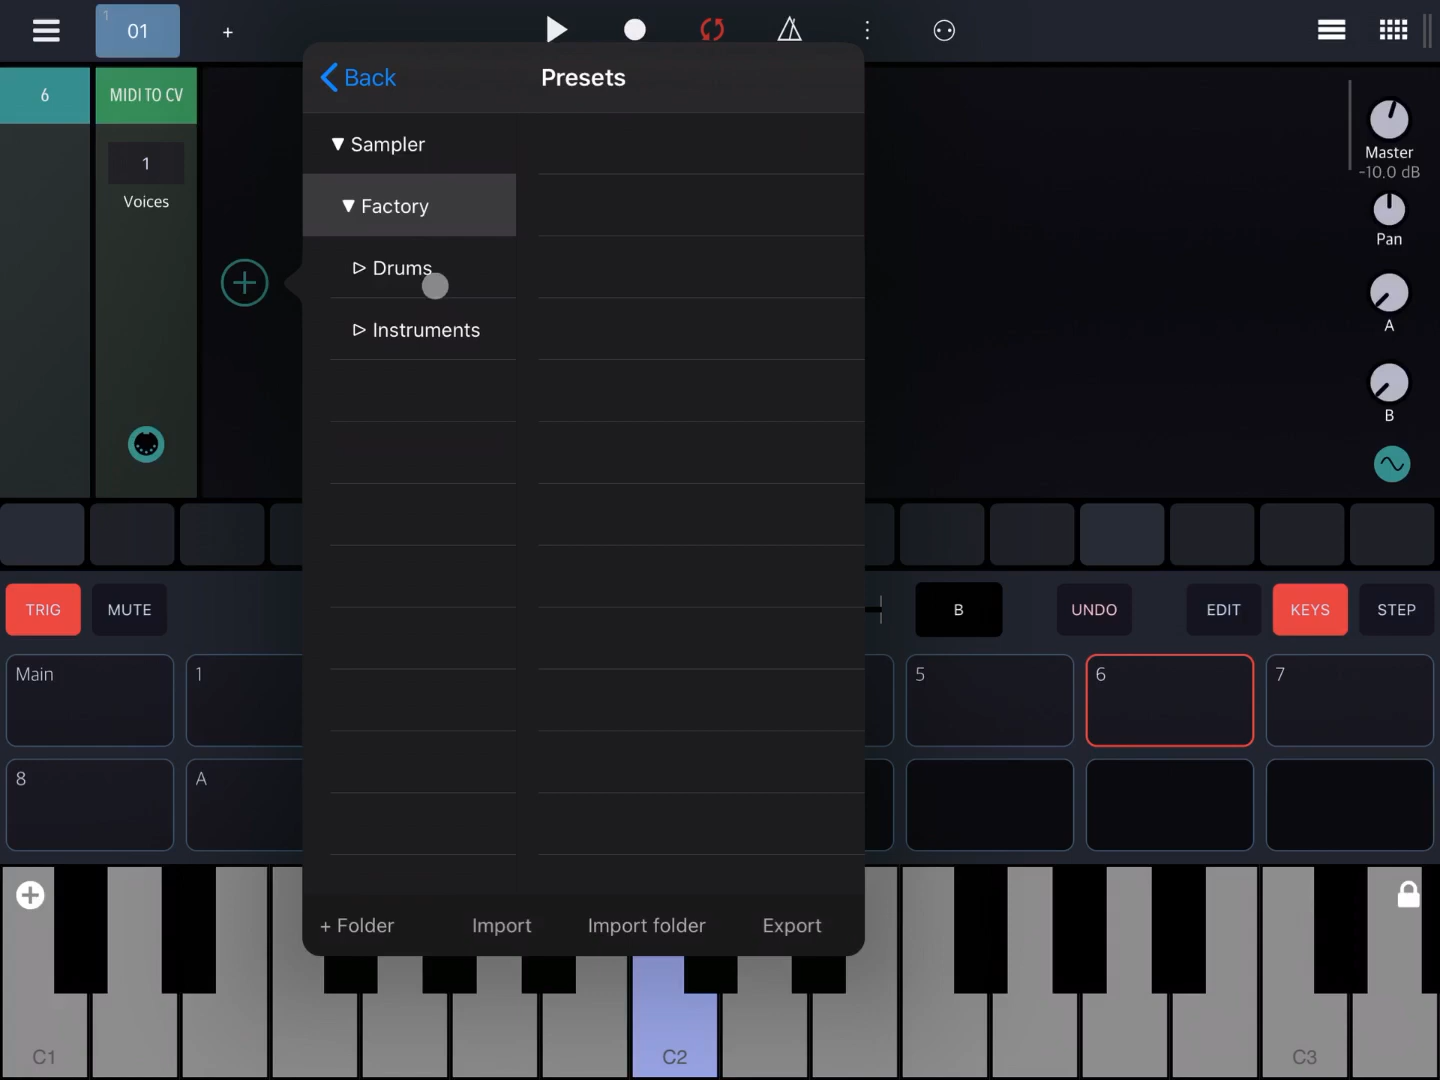 1
01
+
Back
Presets
6
MIDI TO CV
1
Voices
▼ Sampler
▼ Factory
▷ Drums
▷ Instruments
Master
-10.0 dB
Pan
A
B
+ Folder
Import
Import folder
Export
TRIG
MUTE
B
UNDO
EDIT
KEYS
STEP
Main
1
5
6
7
8
A
C1
C2
C3